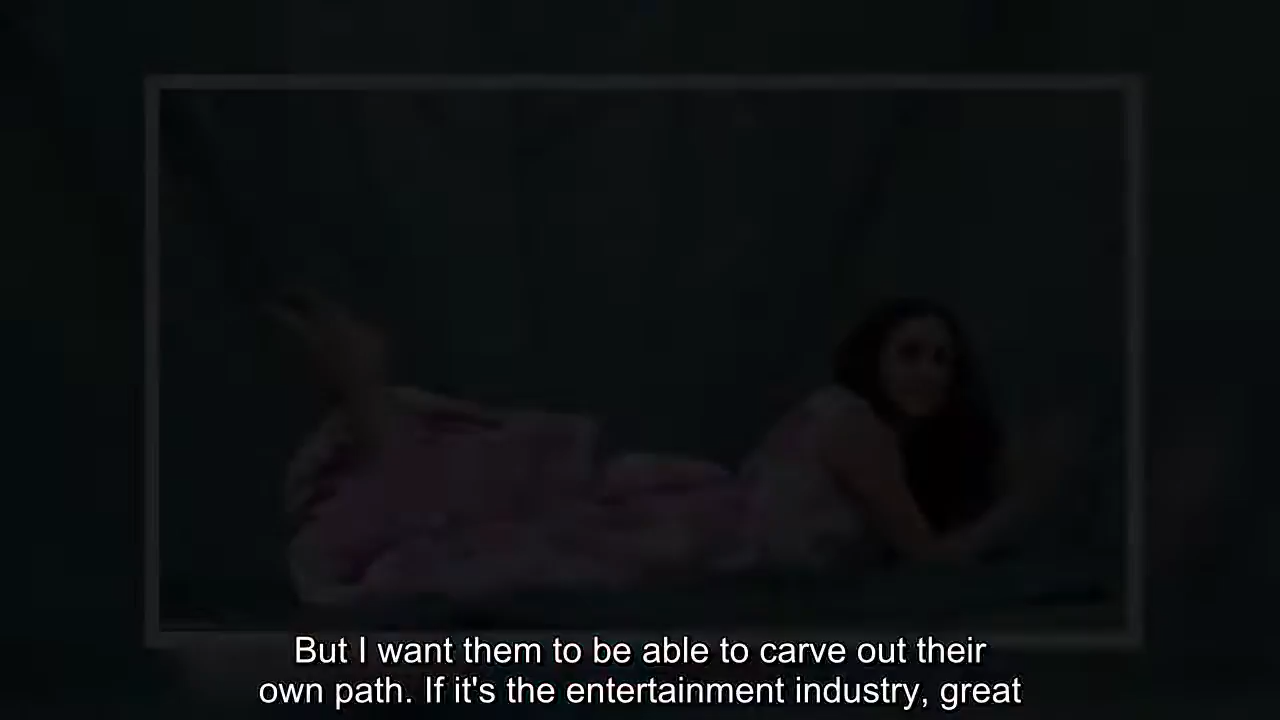 But I want them to be able to carve out their
own path. If it's the entertainment industry, great